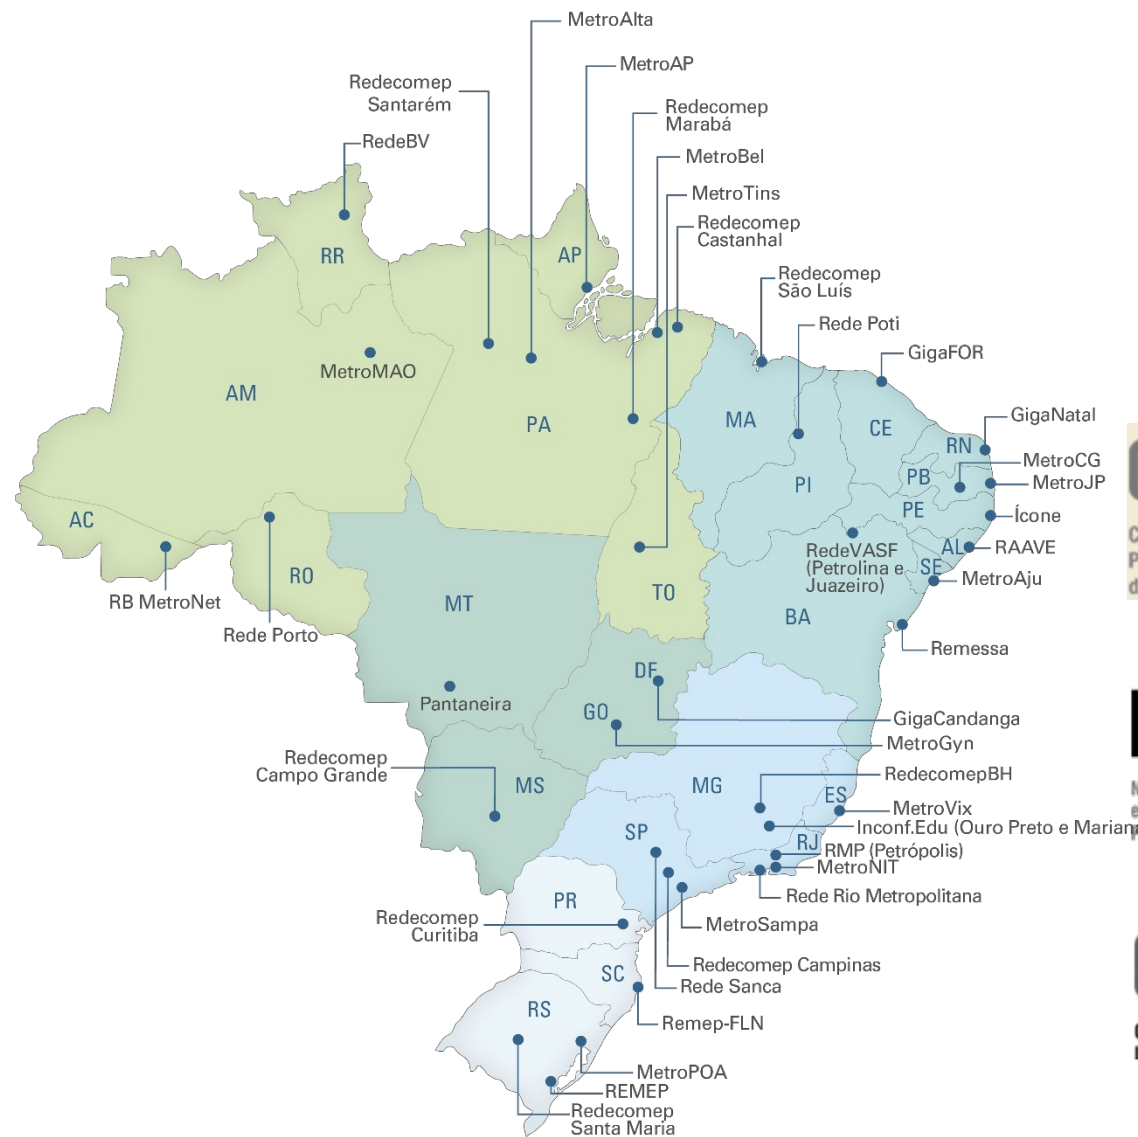 MetroAlta
MetroAP
Redecomep
Santarém
Redecomep
Marabá
RedeBV
MetroBel
MetroTins
Redecomep
Castanhal
RR
AP
Redecomep
São Luís
Rede Poti
GigaFOR
MetroMAO
AM
PA
MA
CE
GigaNatal
RN
MetroCG
PB
MetroJP
PI
PE
Ícone
AC
RedeVASF
(Petrolina e
Juazeiro)
AL
RAAVE
SE
MetroAju
RO
MT
TO
RB MetroNet
BA
Rede Porto
Remessa
DF
Pantaneira
GO
GigaCandanga
MetroGyn
Redecomep
Campo Grande
MS
MG
RedecomepBH
ES
MetroVix
SP
Inconf.Edu (Ouro Preto e Mariana
RJ
RMP (Petrópolis)
MetroNIT
Rede Rio Metropolitana
PR
Redecomep
Curitiba
MetroSampa
Redecomep Campinas
SC
Rede Sanca
RS
Remep-FLN
MetroPOA
REMEP
Redecomep
Santa Maria